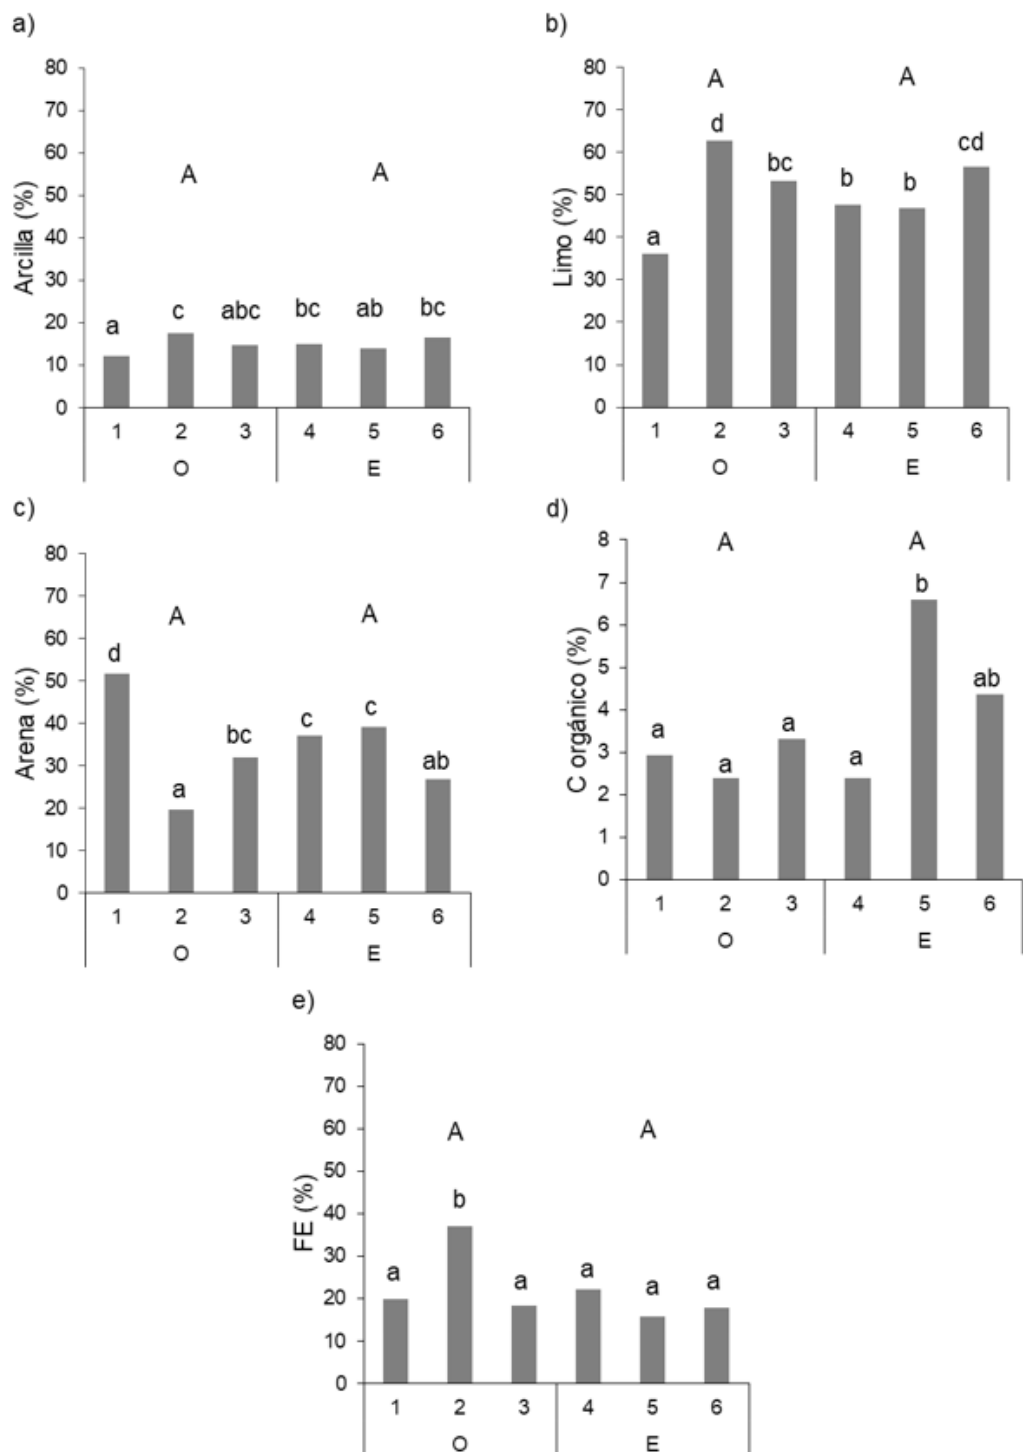 a)
Arcilla (%)
80
70
60
50
40
30
20
10
0
A A
a c abc bc ab bc
1 2 3 4 5 6
O E
b)
Limo (%)
80
70
60
50
40
30
20
10
0
A A
a d bc b b cd
1 2 3 4 5 6
O E
c)
Arena (%)
80
70
60
50
40
30
20
10
0
A A
d a bc c c ab
1 2 3 4 5 6
O E
d)
C orgánico (%)
8
7
6
5
4
3
2
1
0
A A
a a a a b ab
1 2 3 4 5 6
O E
e)
FE (%)
80
70
60
50
40
30
20
10
0
A A
a b a a a a
1 2 3 4 5 6
O E